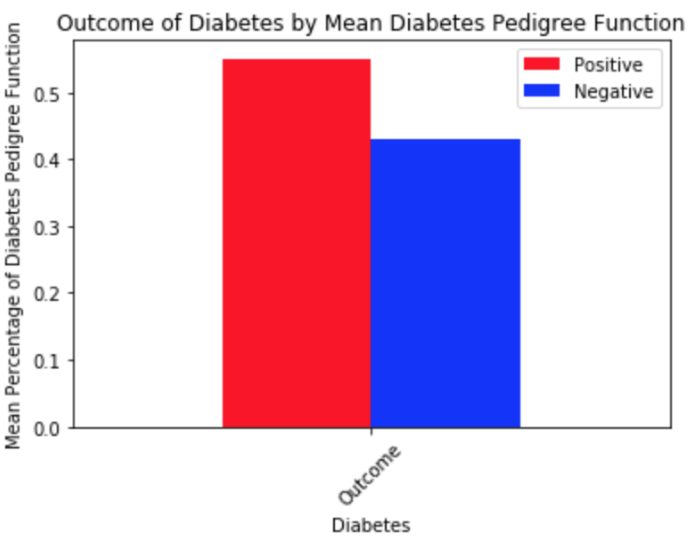 Outcome of Diabetes by Mean Diabetes Pedigree Function
Positive
Negative
Mean Percentage of Diabetes Pedigree Function
0.5
0.4
0.3
0.2
0.1
0.0
Outcome
Diabetes